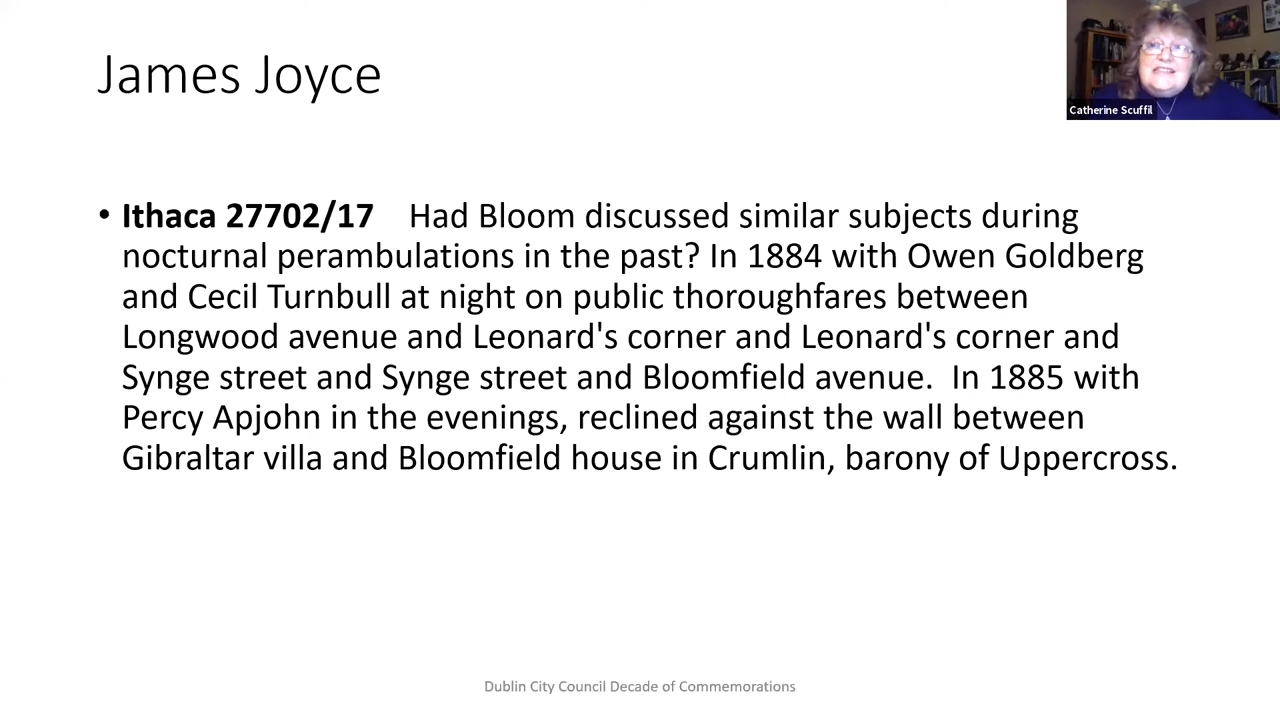 James Joyce
Catherine Scuffil
• Ithaca 27702/17 Had Bloom discussed similar subjects during
nocturnal perambulations in the past? In 1884 with Owen Goldberg
and Cecil Turnbull at night on public thoroughfares between
Longwood avenue and Leonard's corner and Leonard's corner and
Synge street and Synge street and Bloomfield avenue.  In 1885 with
Percy Apjohn in the evenings, reclined against the wall between
Gibraltar villa and Bloomfield house in Crumlin, barony of Uppercross.
Dublin City Council Decade of Commemorations